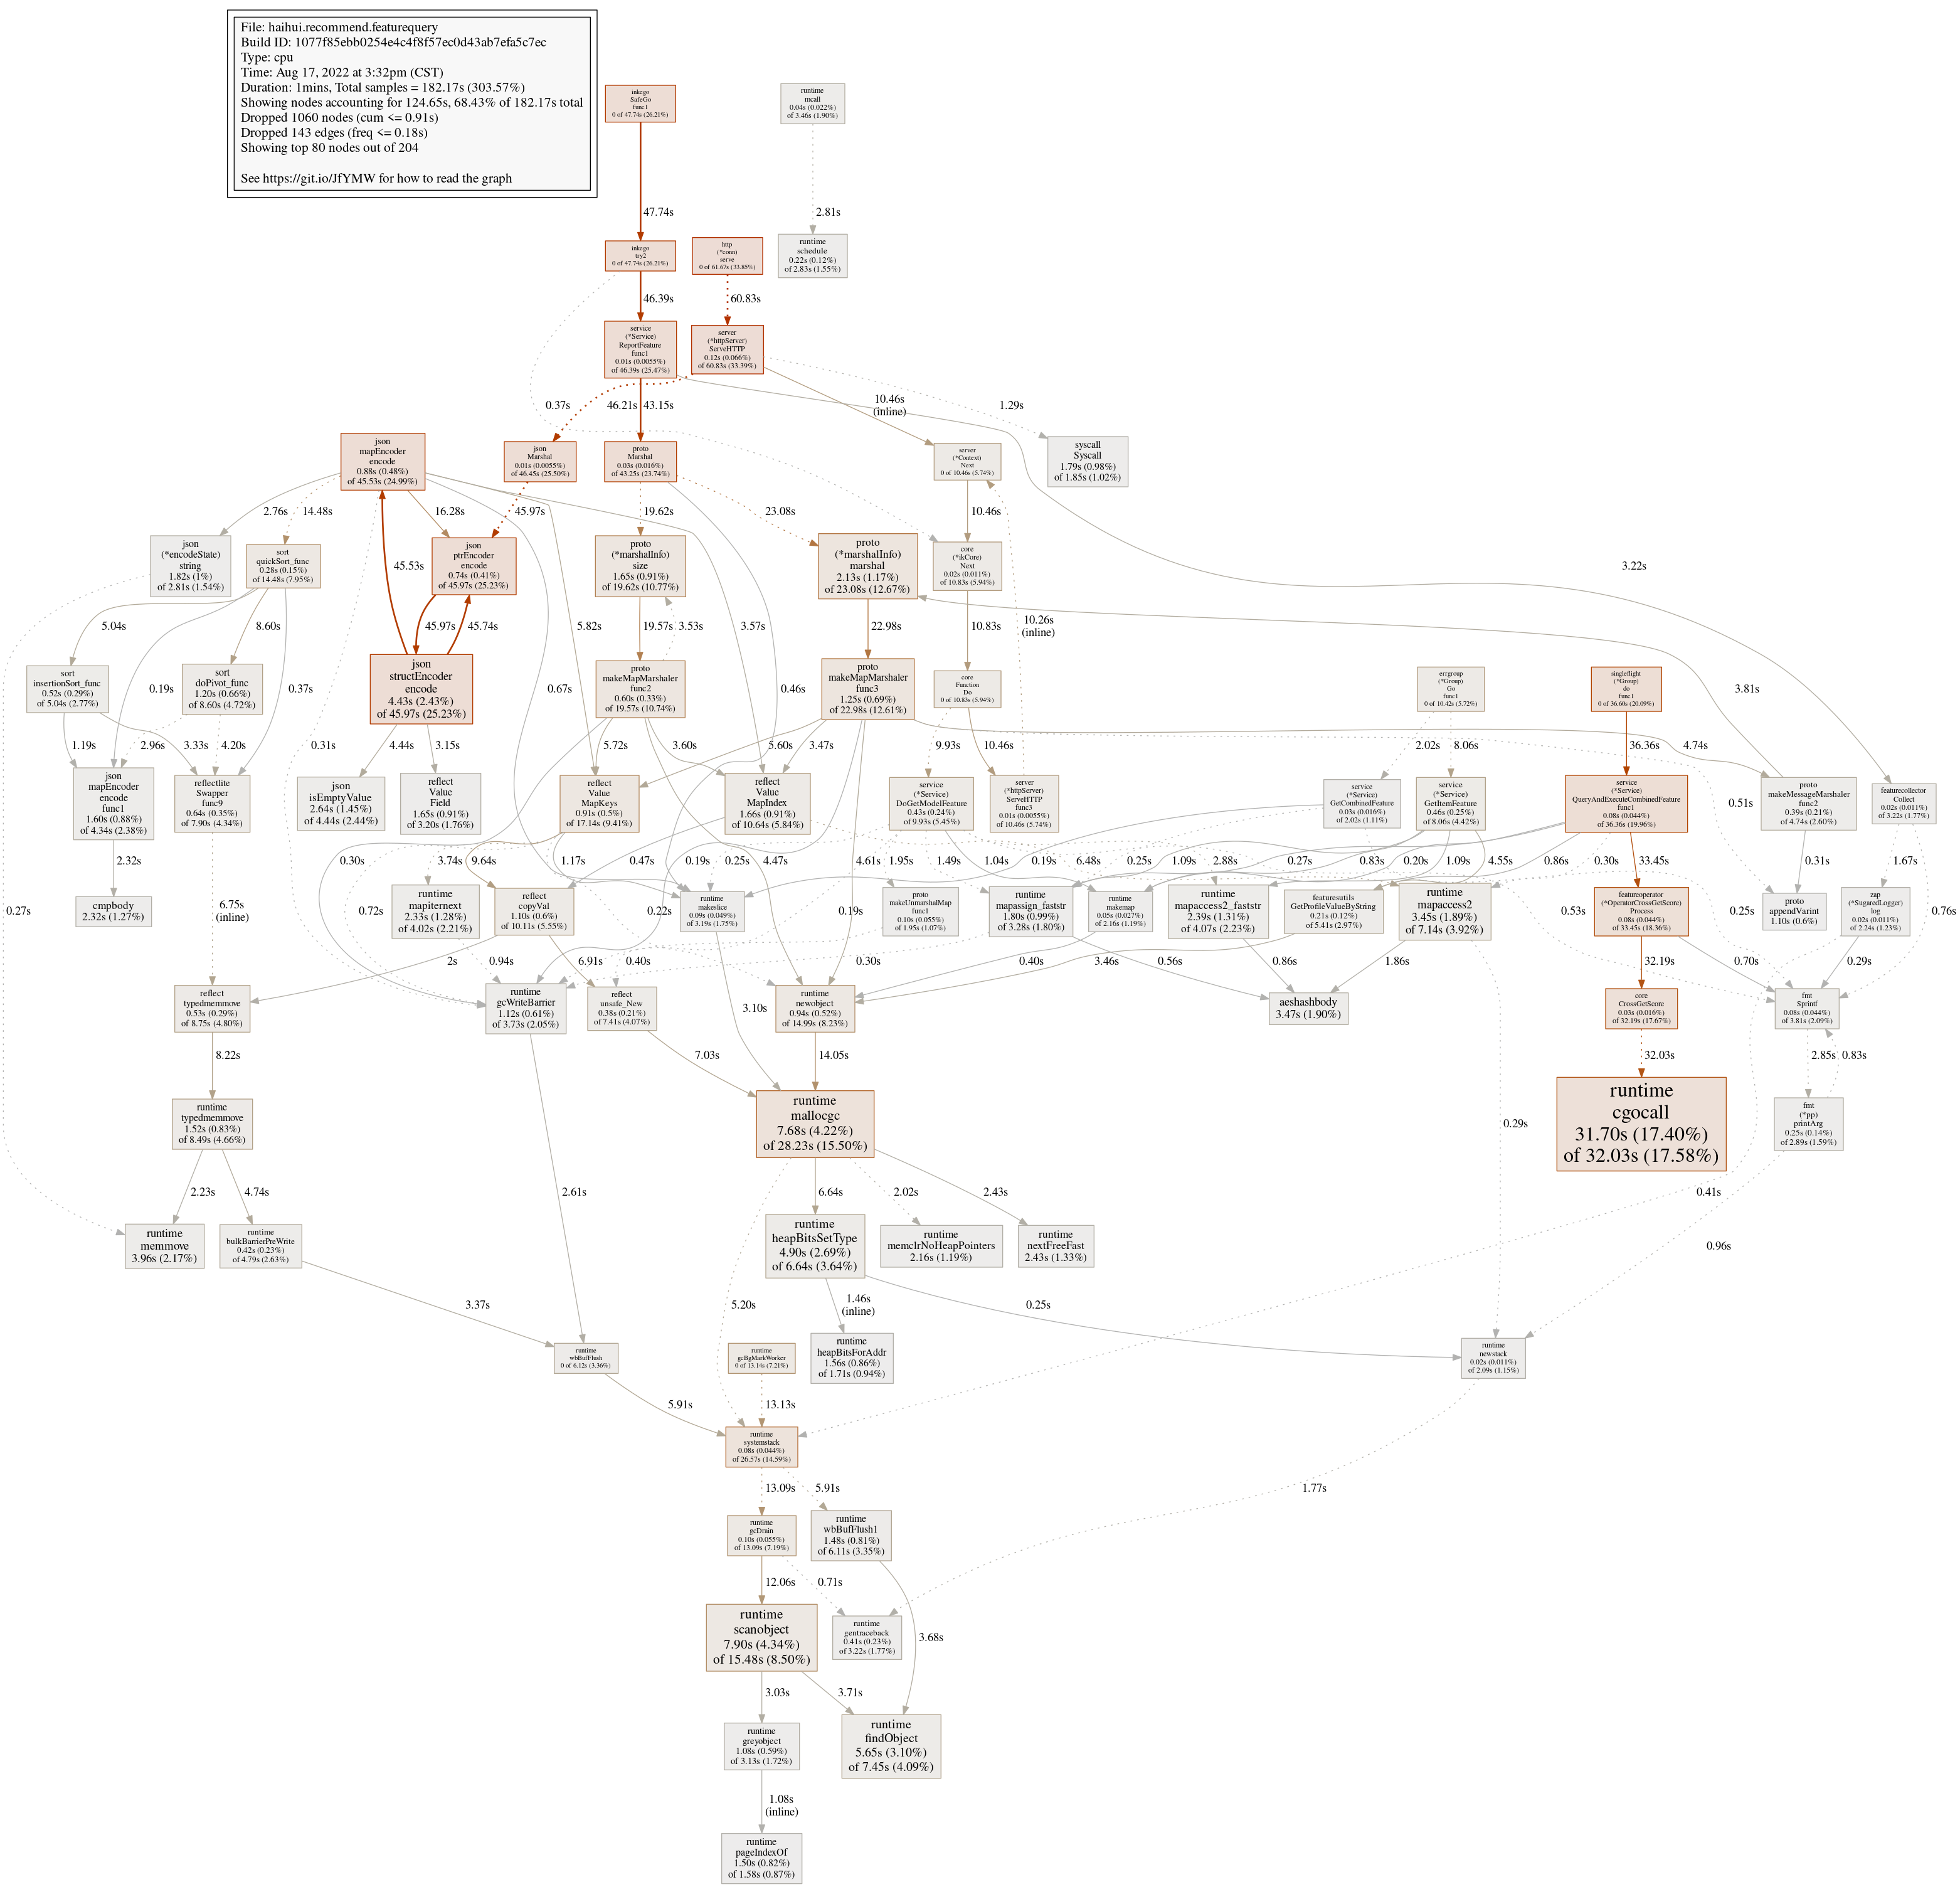 File: haihui.recommend.featurequery
Build ID: 1077f85ebb0254e4c4f8f57ec0d43ab7efa5c7ec
Type: cpu
Time: Aug 17, 2022 at 3:32pm (CST)
Duration: 1mins, Total samples = 182.17s (303.57%)
Showing nodes accounting for 124.65s, 68.43% of 182.17s total
Dropped 1060 nodes (cum <= 0.91s)
Dropped 143 edges (freq <= 0.18s)
Showing top 80 nodes out of 204
See https://git.io/JfYMW for how to read the graph
inkego
SafeGo
func1
0 of 47.74s (26.21%)
runtime
mcall
0.04s (0.022%)
of 3.46s (1.90%)
47.74s
2.81s
inkego
try2
0 of 47.74s (26.21%)
http
(*conn)
serve
0 of 61.67s (33.85%)
runtime
schedule
0.22s (0.12%)
of 2.83s (1.55%)
46.39s
60.83s
service
(*Service)
ReportFeature
func1
0.01s (0.0055%)
of 46.39s (25.47%)
server
(*httpServer)
ServeHTTP
0.12s (0.066%)
of 60.83s (33.39%)
0.37s
46.21s
43.15s
10.46s
(inline)
1.29s
json
mapEncoder
encode
0.88s (0.48%)
of 45.53s (24.99%)
json
Marshal
0.01s (0.0055%)
of 46.45s (25.50%)
proto
Marshal
0.03s (0.016%)
of 43.25s (23.74%)
server
(*Context)
Next
0 of 10.46s (5.74%)
syscall
Syscall
1.79s (0.98%)
of 1.85s (1.02%)
2.76s
14.48s
16.28s
45.97s
19.62s
23.08s
10.46s
json
(*encodeState)
string
1.82s (1%)
of 2.81s (1.54%)
sort
quickSort_func
0.28s (0.15%)
of 14.48s (7.95%)
45.53s
json
ptrEncoder
encode
0.74s (0.41%)
of 45.97s (25.23%)
proto
(*marshalInfo)
size
1.65s (0.91%)
of 19.62s (10.77%)
proto
(*marshalInfo)
marshal
2.13s (1.17%)
of 23.08s (12.67%)
core
(*ikCore)
Next
0.02s (0.011%)
of 10.83s (5.94%)
3.22s
5.04s
8.60s
45.97s
45.74s
5.82s
19.57s
3.53s
3.57s
22.98s
10.83s
10.26s
(inline)
sort
insertionSort_func
0.52s (0.29%)
of 5.04s (2.77%)
0.19s
sort
doPivot_func
1.20s (0.66%)
of 8.60s (4.72%)
0.37s
json
structEncoder
encode
4.43s (2.43%)
of 45.97s (25.23%)
0.67s
proto
makeMapMarshaler
func2
0.60s (0.33%)
of 19.57s (10.74%)
0.46s
proto
makeMapMarshaler
func3
1.25s (0.69%)
of 22.98s (12.61%)
core
Function
Do
0 of 10.83s (5.94%)
errgroup
(*Group)
Go
func1
0 of 10.42s (5.72%)
singleflight
(*Group)
do
func1
0 of 36.60s (20.09%)
3.81s
1.19s
2.96s
3.33s
4.20s
0.31s
4.44s
3.15s
5.72s
3.60s
5.60s
3.47s
9.93s
10.46s
2.02s
8.06s
36.36s
4.74s
json
mapEncoder
encode
func1
1.60s (0.88%)
of 4.34s (2.38%)
reflectlite
Swapper
func9
0.64s (0.35%)
of 7.90s (4.34%)
json
isEmptyValue
2.64s (1.45%)
of 4.44s (2.44%)
reflect
Value
Field
1.65s (0.91%)
of 3.20s (1.76%)
reflect
Value
MapKeys
0.91s (0.5%)
of 17.14s (9.41%)
reflect
Value
MapIndex
1.66s (0.91%)
of 10.64s (5.84%)
service
(*Service)
DoGetModelFeature
0.43s (0.24%)
of 9.93s (5.45%)
server
(*httpServer)
ServeHTTP
func3
0.01s (0.0055%)
of 10.46s (5.74%)
service
(*Service)
GetCombinedFeature
0.03s (0.016%)
of 2.02s (1.11%)
service
(*Service)
GetItemFeature
0.46s (0.25%)
of 8.06s (4.42%)
service
(*Service)
QueryAndExecuteCombinedFeature
func1
0.08s (0.044%)
of 36.36s (19.96%)
0.51s
proto
makeMessageMarshaler
func2
0.39s (0.21%)
of 4.74s (2.60%)
featurecollector
Collect
0.02s (0.011%)
of 3.22s (1.77%)
2.32s
0.30s
3.74s
9.64s
1.17s
0.47s
0.19s
0.25s
4.47s
4.61s
1.95s
1.49s
1.04s
0.19s
6.48s
0.25s
1.09s
2.88s
0.27s
0.83s
0.20s
1.09s
4.55s
0.86s
0.30s
33.45s
0.31s
1.67s
cmpbody
2.32s (1.27%)
0.27s
6.75s
(inline)
0.72s
runtime
mapiternext
2.33s (1.28%)
of 4.02s (2.21%)
reflect
copyVal
1.10s (0.6%)
of 10.11s (5.55%)
0.22s
runtime
makeslice
0.09s (0.049%)
of 3.19s (1.75%)
0.19s
proto
makeUnmarshalMap
func1
0.10s (0.055%)
of 1.95s (1.07%)
runtime
mapassign_faststr
1.80s (0.99%)
of 3.28s (1.80%)
runtime
makemap
0.05s (0.027%)
of 2.16s (1.19%)
runtime
mapaccess2_faststr
2.39s (1.31%)
of 4.07s (2.23%)
featuresutils
GetProfileValueByString
0.21s (0.12%)
of 5.41s (2.97%)
runtime
mapaccess2
3.45s (1.89%)
of 7.14s (3.92%)
0.53s
featureoperator
(*OperatorCrossGetScore)
Process
0.08s (0.044%)
of 33.45s (18.36%)
0.25s
proto
appendVarint
1.10s (0.6%)
zap
(*SugaredLogger)
log
0.02s (0.011%)
of 2.24s (1.23%)
0.76s
2s
0.94s
6.91s
0.40s
0.30s
0.40s
3.46s
0.56s
0.86s
1.86s
32.19s
0.70s
0.29s
reflect
typedmemmove
0.53s (0.29%)
of 8.75s (4.80%)
runtime
gcWriteBarrier
1.12s (0.61%)
of 3.73s (2.05%)
reflect
unsafe_New
0.38s (0.21%)
of 7.41s (4.07%)
3.10s
runtime
newobject
0.94s (0.52%)
of 14.99s (8.23%)
aeshashbody
3.47s (1.90%)
core
CrossGetScore
0.03s (0.016%)
of 32.19s (17.67%)
fmt
Sprintf
0.08s (0.044%)
of 3.81s (2.09%)
8.22s
7.03s
14.05s
32.03s
2.85s
0.83s
runtime
typedmemmove
1.52s (0.83%)
of 8.49s (4.66%)
runtime
mallocgc
7.68s (4.22%)
of 28.23s (15.50%)
0.29s
runtime
cgocall
31.70s (17.40%)
of 32.03s (17.58%)
fmt
(*pp)
printArg
0.25s (0.14%)
of 2.89s (1.59%)
2.23s
4.74s
2.61s
6.64s
2.02s
2.43s
0.41s
runtime
memmove
3.96s (2.17%)
runtime
bulkBarrierPreWrite
0.42s (0.23%)
of 4.79s (2.63%)
runtime
heapBitsSetType
4.90s (2.69%)
of 6.64s (3.64%)
runtime
memclrNoHeapPointers
2.16s (1.19%)
runtime
nextFreeFast
2.43s (1.33%)
0.96s
3.37s
5.20s
1.46s
(inline)
0.25s
runtime
wbBufFlush
0 of 6.12s (3.36%)
runtime
gcBgMarkWorker
0 of 13.14s (7.21%)
runtime
heapBitsForAddr
1.56s (0.86%)
of 1.71s (0.94%)
runtime
newstack
0.02s (0.011%)
of 2.09s (1.15%)
5.91s
13.13s
runtime
systemstack
0.08s (0.044%)
of 26.57s (14.59%)
13.09s
5.91s
1.77s
runtime
gcDrain
0.10s (0.055%)
of 13.09s (7.19%)
runtime
wbBufFlush1
1.48s (0.81%)
of 6.11s (3.35%)
12.06s
0.71s
runtime
scanobject
7.90s (4.34%)
of 15.48s (8.50%)
runtime
gentraceback
0.41s (0.23%)
of 3.22s (1.77%)
3.68s
3.03s
3.71s
runtime
greyobject
1.08s (0.59%)
of 3.13s (1.72%)
runtime
findObject
5.65s (3.10%)
of 7.45s (4.09%)
1.08s
(inline)
runtime
pageIndexOf
1.50s (0.82%)
of 1.58s (0.87%)